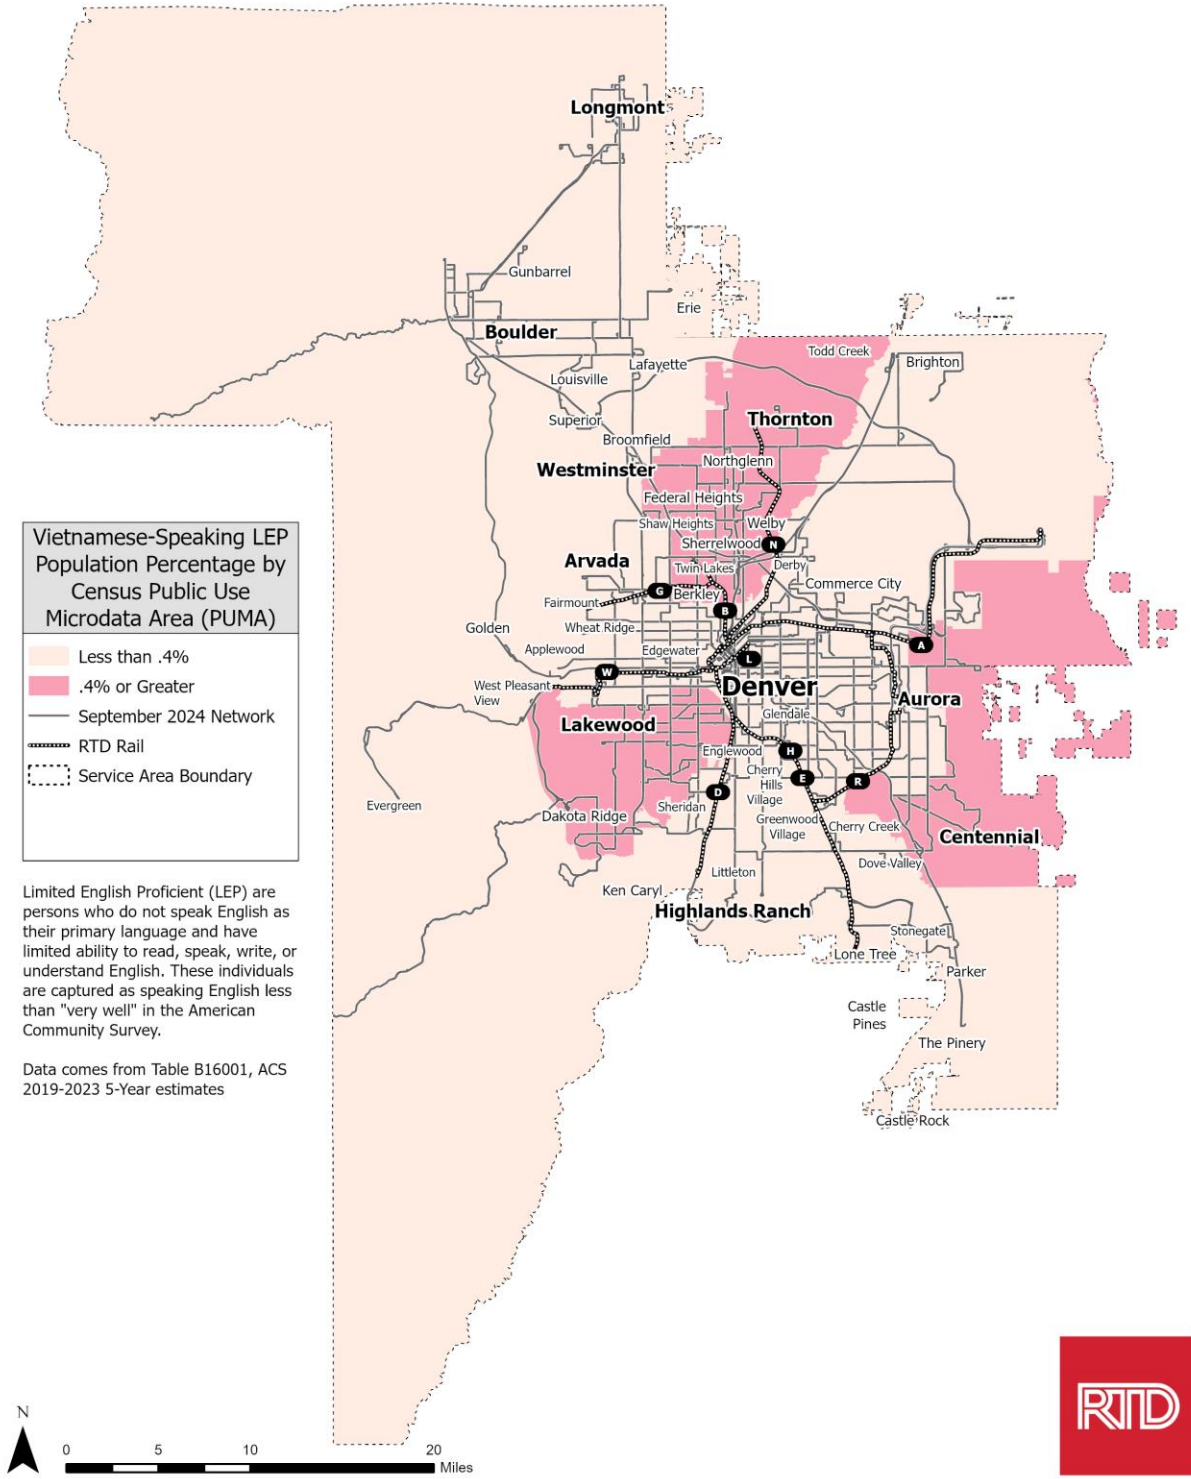 Longmont
Gunbarrel
Erie
Boulder
Todd Creek
Lafayette
Brighton
Louisville
Superior
Thornton
Broomfield
Northglenn
Westminster
Federal Heights
Shaw Heights
Welby
Sherrelwood
N
Arvada
Twin Lakes
Derby
Commerce City
G
Berkley
Fairmount
B
Golden
Wheat Ridge
Applewood
Edgewater
A
L
W
West Pleasant
View
Denver
Aurora
Lakewood
Glendale
Englewood
H
Cherry
Hills
Village
E
R
D
Evergreen
Sheridan
Dakota Ridge
Greenwood
Village
Cherry Creek
Centennial
Dove Valley
Littleton
Ken Caryl
Highlands Ranch
Stonegate
Lone Tree
Parker
Castle
Pines
The Pinery
Castle Rock
Vietnamese-Speaking LEP
Population Percentage by
Census Public Use
Microdata Area (PUMA)
Less than .4%
.4% or Greater
September 2024 Network
RTD Rail
Service Area Boundary
Limited English Proficient (LEP) are
persons who do not speak English as
their primary language and have
limited ability to read, speak, write, or
understand English. These individuals
are captured as speaking English less
than "very well" in the American
Community Survey.
Data comes from Table B16001, ACS
2019-2023 5-Year estimates
N
0 5 10 20
Miles
RTD